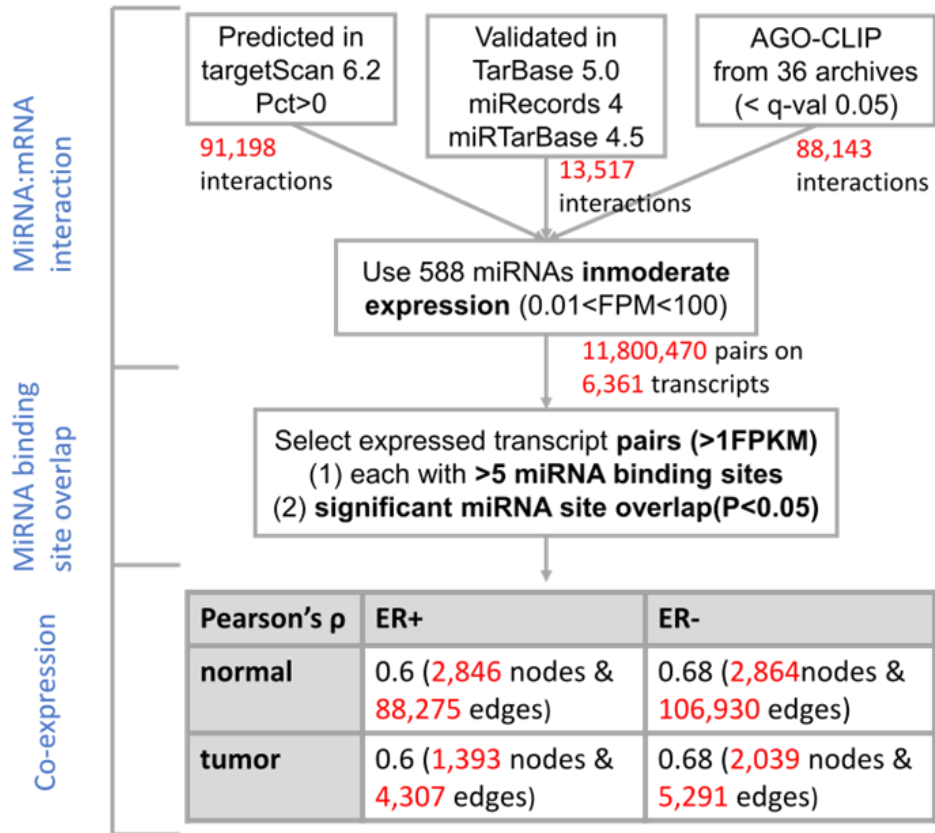 MiRNA:mRNA
interaction
Predicted in
targetScan 6.2
Pct>0
Validated in
TarBase 5.0
miRecords 4
miRTarBase 4.5
AGO-CLIP
from 36 archives
(< q-val 0.05)
91,198
interactions
13,517
interactions
88,143
interactions
Use 588 miRNAs inmoderate
expression (0.01<FPM<100)
11,800,470 pairs on
6,361 transcripts
MiRNA binding
site overlap
Select expressed transcript pairs (>1FPKM)
(1) each with >5 miRNA binding sites
(2) significant miRNA site overlap(P<0.05)
Co-expression
Pearson's ρ ER+ ER-
normal 0.6 (2,846 nodes & 0.68 (2,864nodes &
88,275 edges) 106,930 edges)
tumor 0.6 (1,393 nodes & 0.68 (2,039 nodes &
4,307 edges) 5,291 edges)